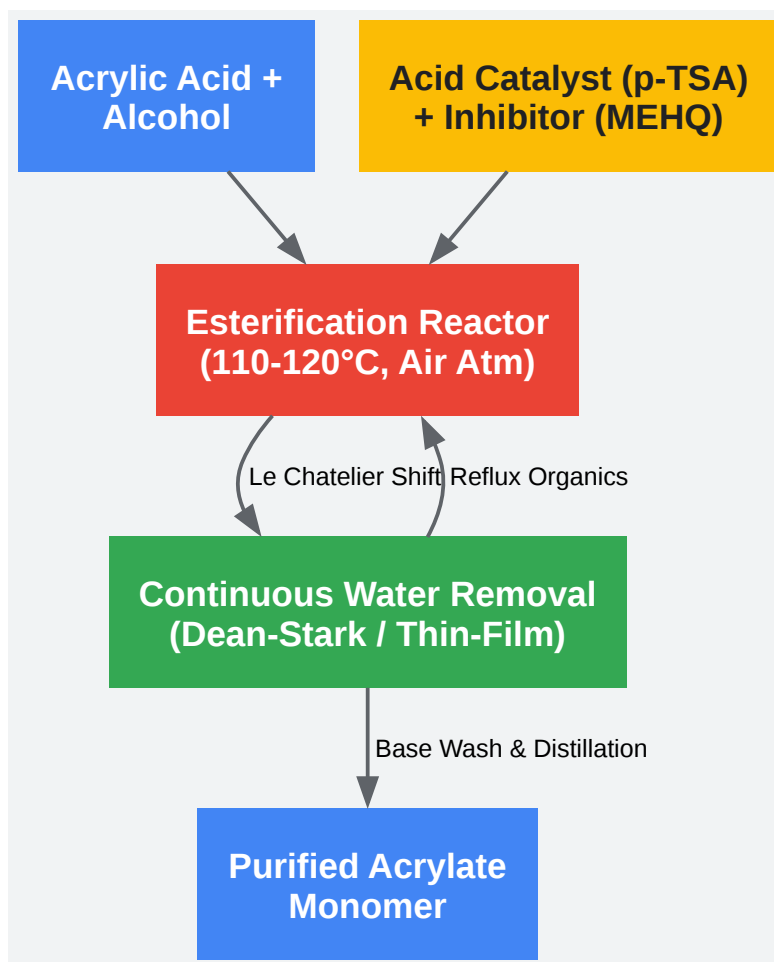 Acrylic Acid +
Alcohol
Acid Catalyst (p-TSA)
+ Inhibitor (MEHQ)
Esterification Reactor
(110-120°C, Air Atm)
Le Chatelier Shift
Reflux Organics
Continuous Water Removal
(Dean-Stark / Thin-Film)
Base Wash & Distillation
Purified Acrylate
Monomer